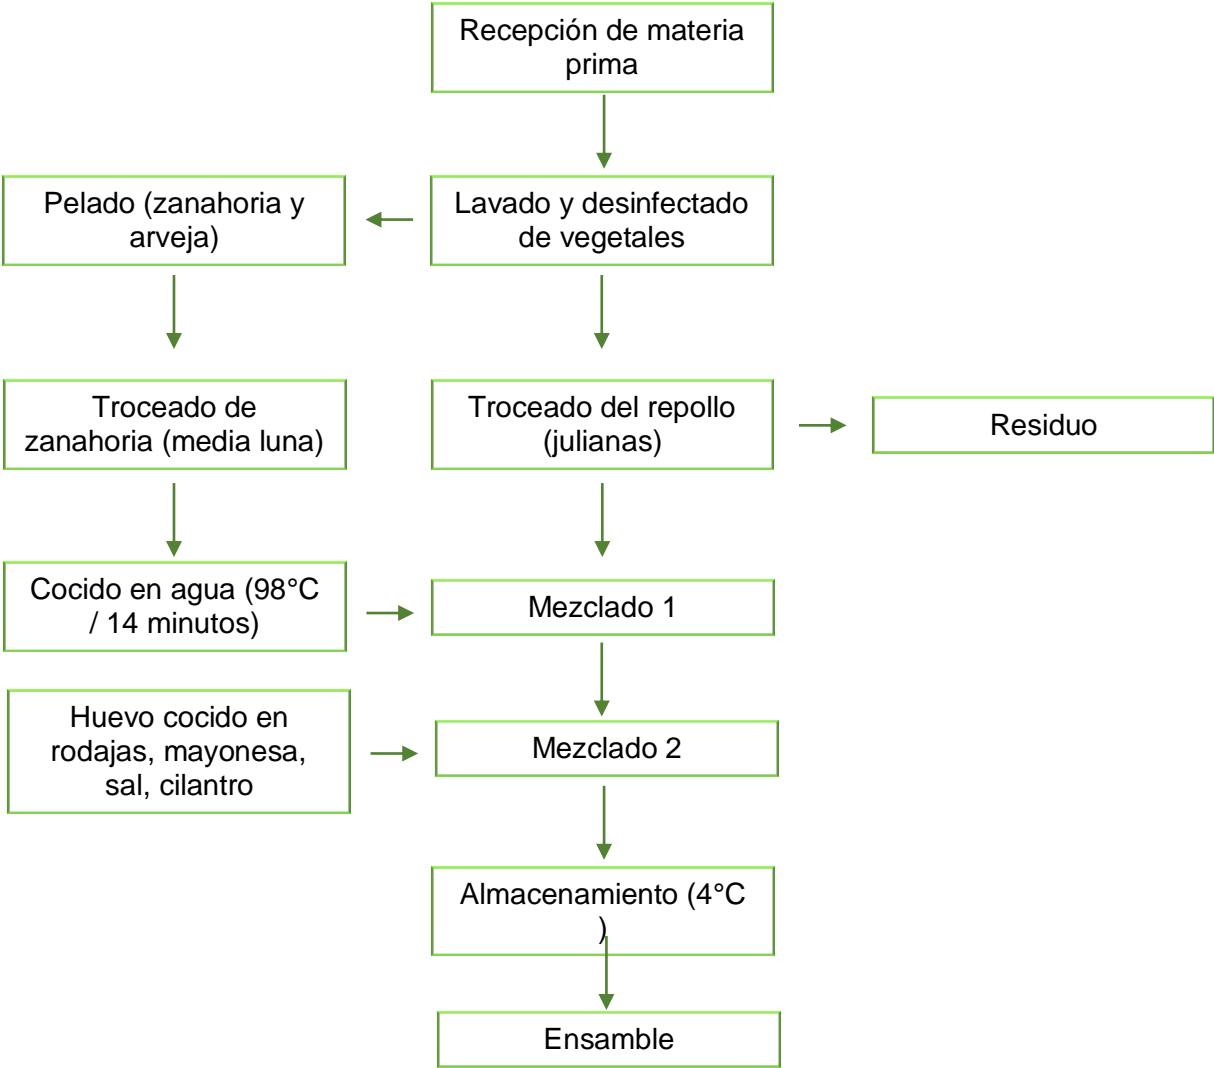 Recepción de materia
prima
Pelado (zanahoria y
arveja)
Lavado y desinfectado
de vegetales
Troceado de
zanahoria (media luna)
Troceado del repollo
(julianas)
Residuo
Cocido en agua (98°C
/ 14 minutos)
Mezclado 1
Huevo cocido en
rodajas, mayonesa,
sal, cilantro
Mezclado 2
Almacenamiento (4°C
)
Ensamble